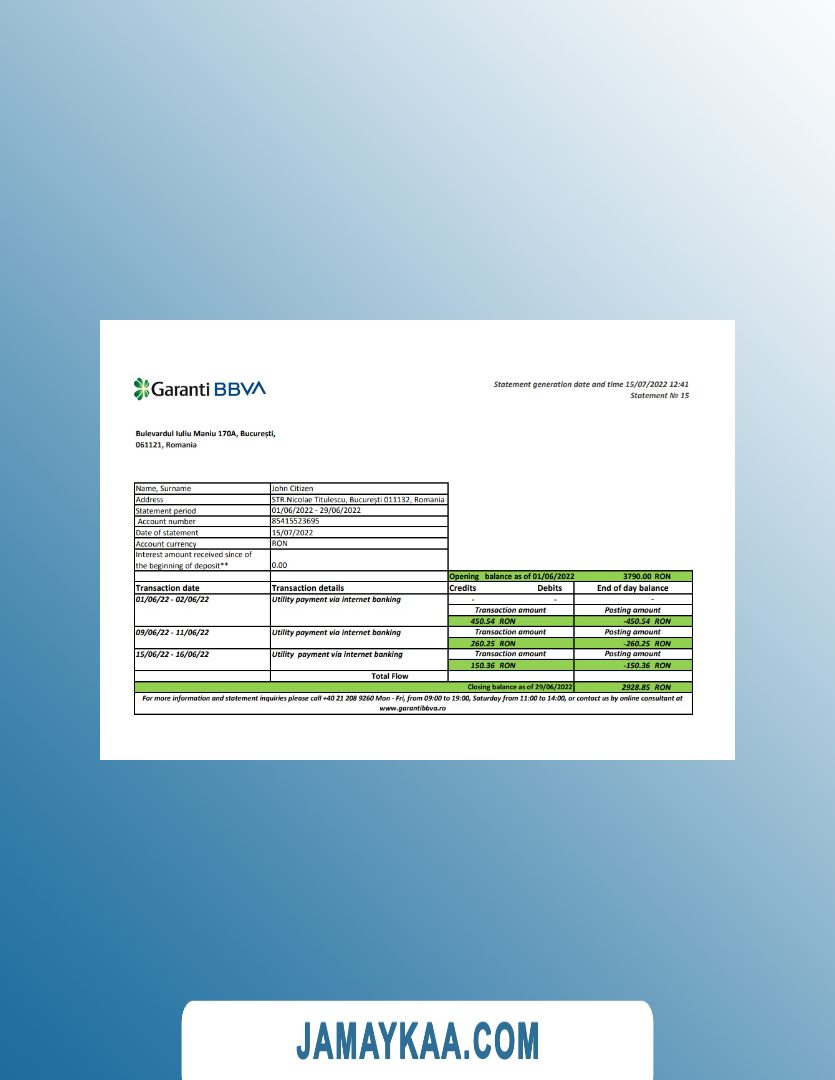 Garanti BBVA
Statement generation date and time 15/07/2022 12:41
Statement № 15
Bulevardul Iuliu Maniu 170A, București,
061121, Romania
Name, Surname John Citizen
Address STR.Nicolae Titulescu, București 011132, Romania
Statement period 01/06/2022 - 29/06/2022
Account number 85415523695
Date of statement 15/07/2022
Account currency RON
Interest amount received since of
the beginning of deposit** 0.00
Opening balance as of 01/06/2022 3790.00 RON
Transaction date Transaction details Credits Debits End of day balance
01/06/22 - 02/06/22 Utility payment via internet banking - - -
Transaction amount Posting amount
450.54 RON -450.54 RON
09/06/22 - 11/06/22 Utility payment via internet banking Transaction amount Posting amount
260.25 RON -260.25 RON
15/06/22 - 16/06/22 Utility payment via internet banking Transaction amount Posting amount
150.36 RON -150.36 RON
Total Flow
Closing balance as of 29/06/2022 2928.85 RON
For more information and statement inquiries please call +40 21 208 9260 Mon - Fri, from 09:00 to 19:00, Saturday from 11:00 to 14:00, or contact us by online consultant at
www.garantibbva.ro
JAMAYKAA.COM